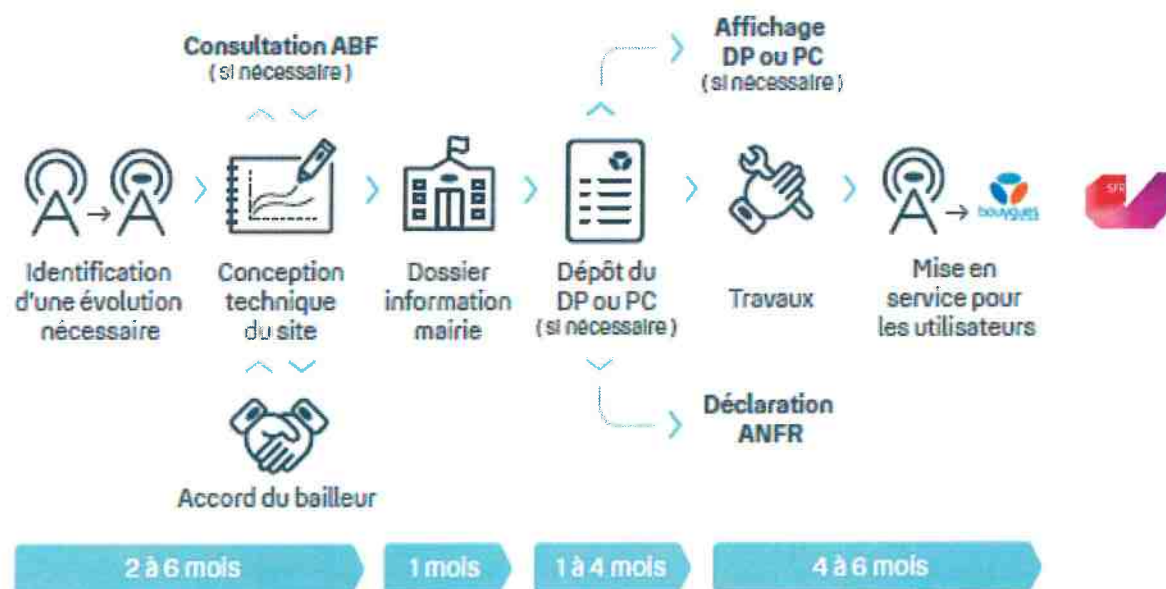 Consultation ABF
(si nécessaire)
Affichage
DP ou PC
(si nécessaire)
Identification
d'une évolution
nécessaire
Conception
technique
du site
Dossier
information
mairie
Dépôt du
DP ou PC
(si nécessaire)
Travaux
Mise en
service pour
les utilisateurs
bouygues
SFR
Accord du bailleur
Déclaration
ANFR
2 à 6 mois
1 mois
1 à 4 mois
4 à 6 mois